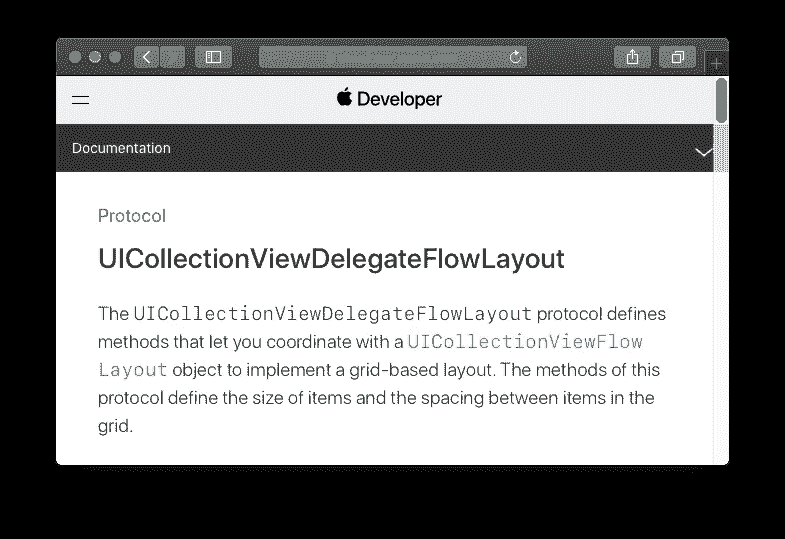 Developer
Documentation
Protocol
UICollectionViewDelegateFlowLayout
The UICollectionViewDelegateFlowLayout protocol defines
methods that let you coordinate with a UICollectionViewFlow
Layout object to implement a grid-based layout. The methods of this
protocol define the size of items and the spacing between items in the
grid.